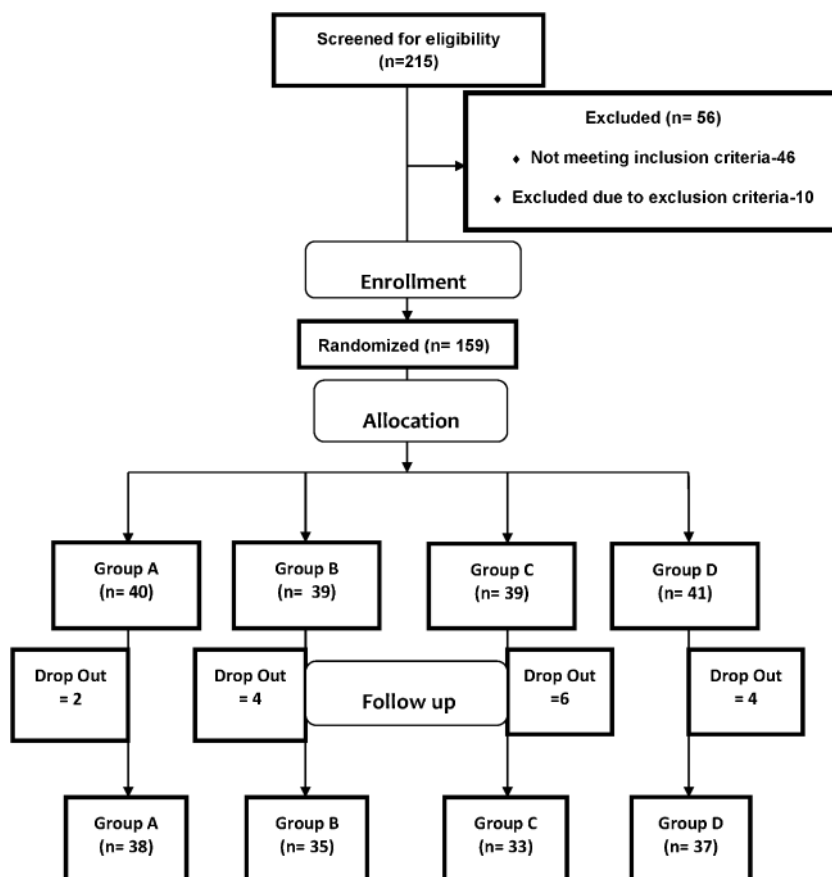 Screened for eligibility
(n=215)
Excluded (n= 56)
♦ Not meeting inclusion criteria-46
♦ Excluded due to exclusion criteria-10
Enrollment
Randomized (n= 159)
Allocation
Group A
(n= 40)
Group B
(n= 39)
Group C
(n= 39)
Group D
(n= 41)
Drop Out
= 2
Drop Out
= 4
Follow up
Drop Out
=6
Drop Out
= 4
Group A
(n= 38)
Group B
(n= 35)
Group C
(n= 33)
Group D
(n= 37)